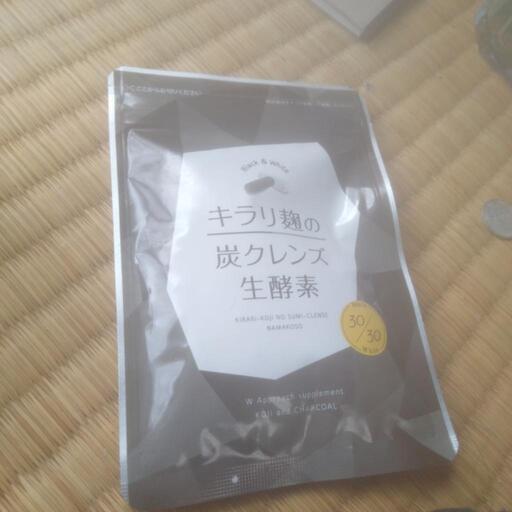 Black & White
キラリ麹の
炭クレンズ
生酵素
KIRARI-KOJI NO SUMI-CLENSE
NAMAKOSO
30/30
W Approach supplement
KOJI and CHARCOAL